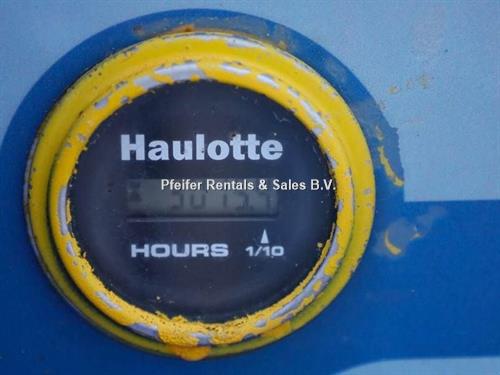 Haulotte
Pfeifer Rentals & Sales B.V.
HOURS 1/10